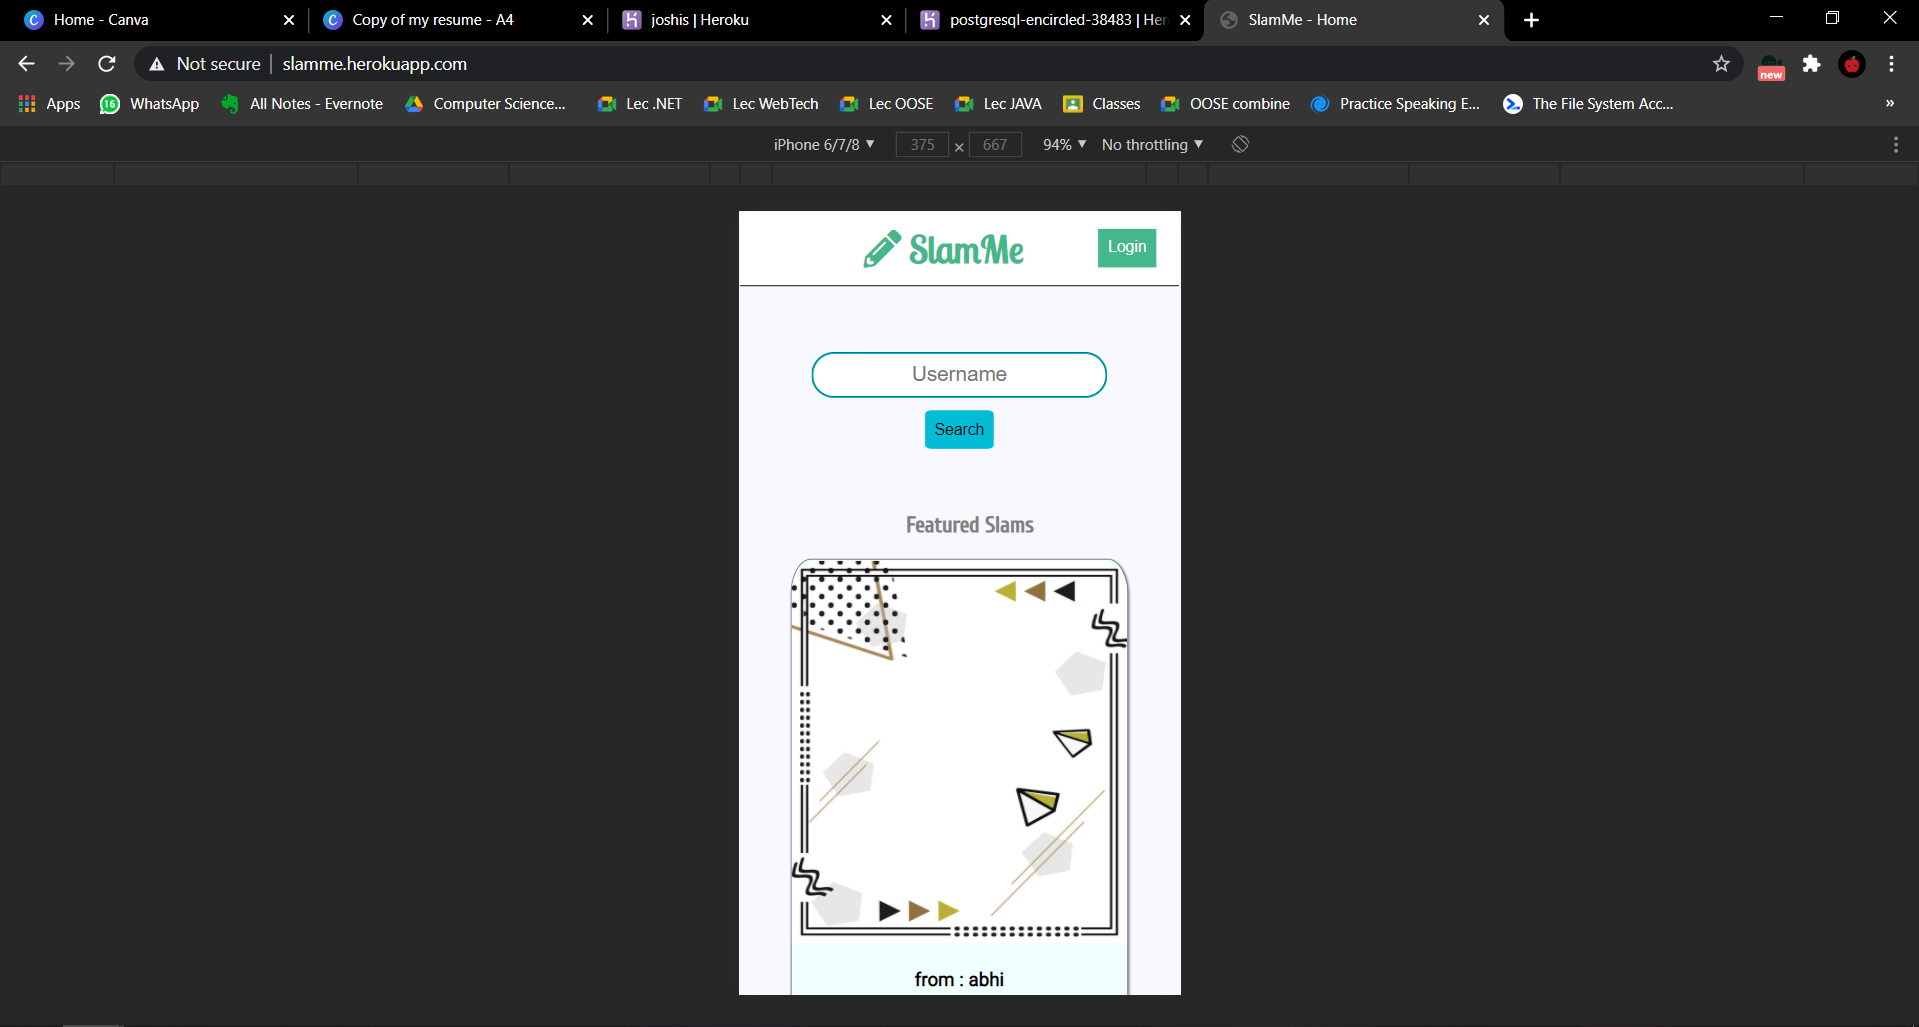 Home - Canva
Copy of my resume - A4
joshis | Heroku
postgresql-encircled-38483 | Her
SlamMe - Home
Not secure
slamme.herokuapp.com
new
Apps
16
WhatsApp
All Notes - Evernote
Computer Science...
Lec .NET
Lec WebTech
Lec OOSE
Lec JAVA
Classes
OOSE combine
Practice Speaking E...
The File System Acc...
»
iPhone 6/7/8
375
×
667
94%
No throttling
SlamMe
Login
Username
Search
Featured Slams
from : abhi